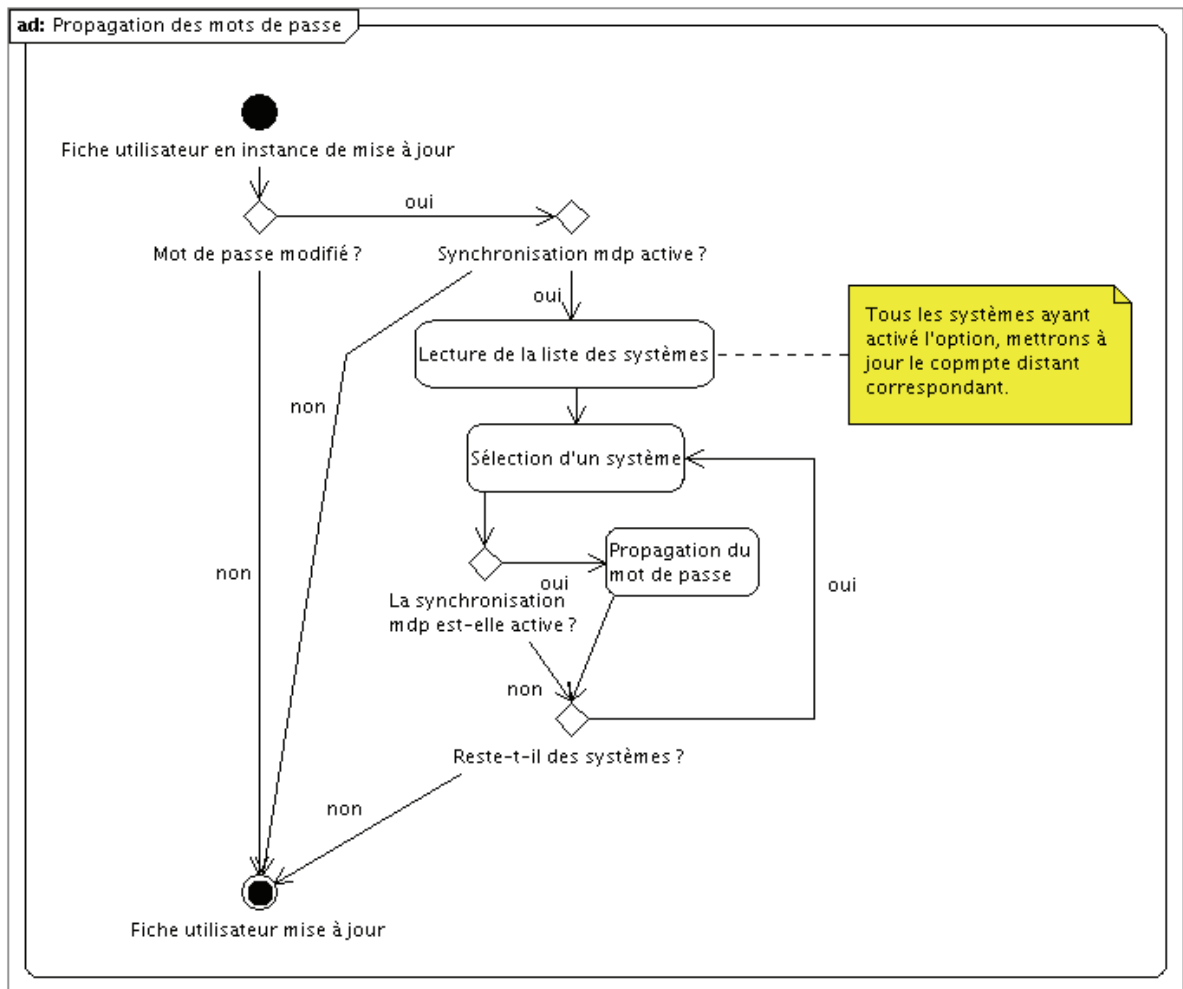 ad: Propagation des mots de passe
Fiche utilisateur en instance de mise à jour
oui
Mot de passe modifié ?
Synchronisation mdp active ?
oui
Lecture de la liste des systèmes
Tous les systèmes ayant
activé l'option, mettrons à
jour le copmpte distant
correspondant.
non
Sélection d'un système
Propagation du
mot de passe
non
oui
oui
La synchronisation
mdp est-elle active ?
non
Reste-t-il des systèmes ?
non
Fiche utilisateur mise à jour